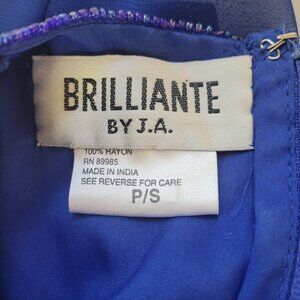 BRILLIANTE
BY J.A.
100% RAYON
RN 89985
MADE IN INDIA
SEE REVERSE FOR CARE
P/S